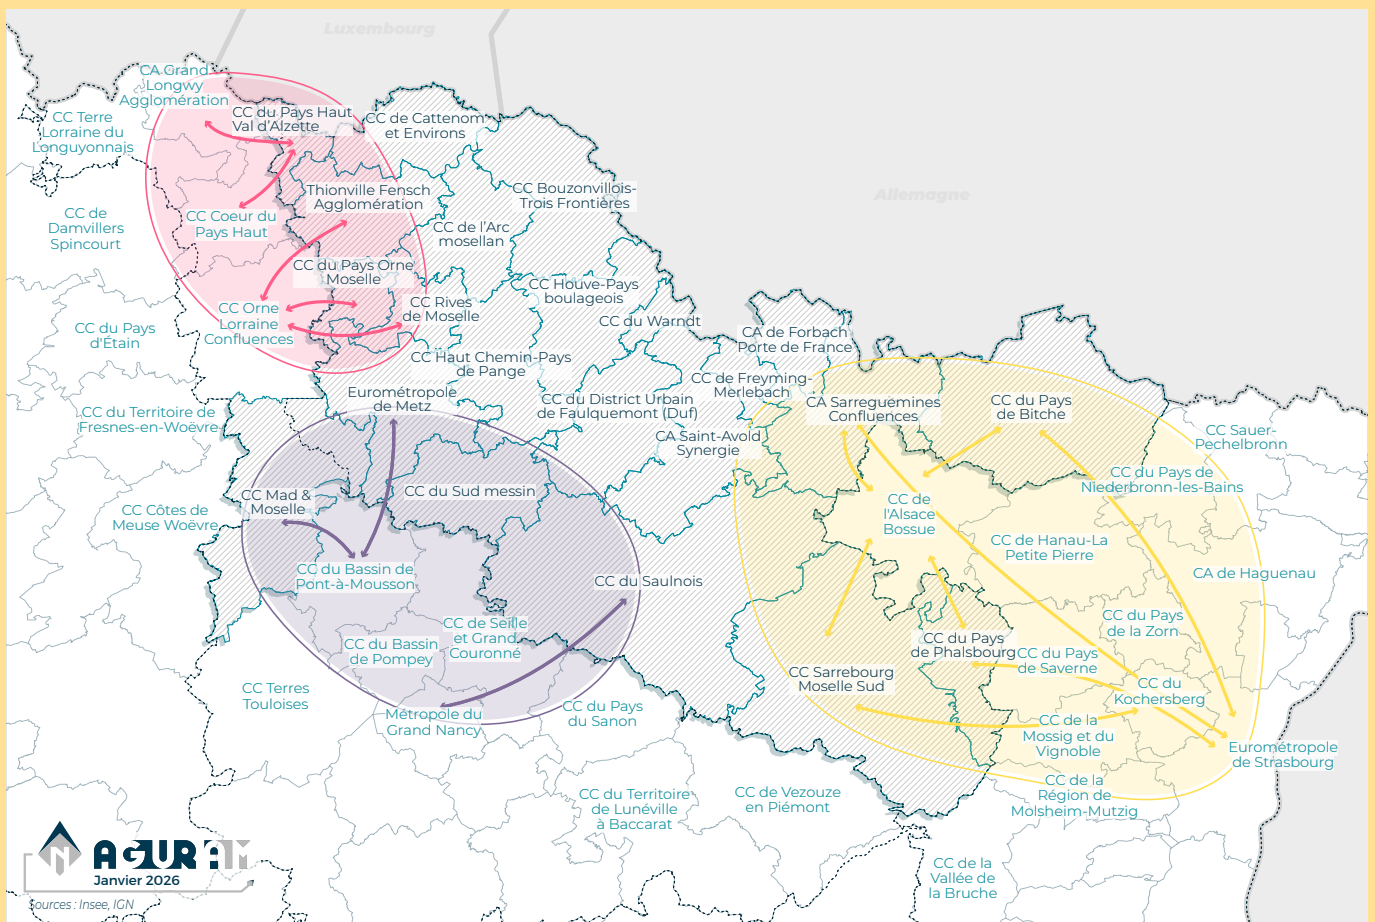 Luxembourg
Allemagne
CA Grand
Longwy
Agglomération
CC Terre
Lorraine du
Longuyonnais
CC du Pays Haut
Val d'Alzette
CC de Cattenom
et Environs
Thionville Fensch
Agglomération
CC Bouzonvillois-
Trois Frontières
CC de
Damvillers
Spincourt
CC Coeur du
Pays Haut
CC de l'Arc
mosellan
CC du Pays Orne
Moselle
CC Houve-Pays
boulageois
CC Orne
Lorraine
Confluences
CC Rives
de Moselle
CC du Warndt
CC du Pays
d'Étain
CA de Forbach
Porte de France
CC Haut Chemin-Pays
de Pange
CC de Freyming-
Merlebach
Eurométropole
de Metz
CC du District Urbain
de Faulquemont (Duf)
CA Sarreguemines
Confluences
CC du Pays
de Bitche
CC du Territoire de
Fresnes-en-Woëvre
CA Saint-Avold
Synergie
CC Sauer-
Pechelbronn
CC du Pays de
Niederbronn-les-Bains
CC Mad &
Moselle
CC du Sud messin
CC Côtes de
Meuse Woëvre
CC de
l'Alsace
Bossue
CC de Hanau-La
Petite Pierre
CC du Bassin de
Pont-à-Mousson
CC du Saulnois
CA de Haguenau
CC de Seille
et Grand
Couronné
CC du Bassin
de Pompey
CC du Pays
de la Zorn
CC du Pays
de Phalsbourg
CC du Pays
de Saverne
CC Sarrebourg
Moselle Sud
CC du
Kochersberg
CC Terres
Touloises
Métropole du
Grand Nancy
CC du Pays
du Sanon
CC de la
Mossig et du
Vignoble
Eurométropole
de Strasbourg
CC du Territoire
de Lunéville
à Baccarat
CC de Vezouze
en Piémont
CC de la
Région de
Molsheim-Mutzig
CC de la
Vallée de
la Bruche
N
AGURAM
Janvier 2026
Sources : Insee, IGN